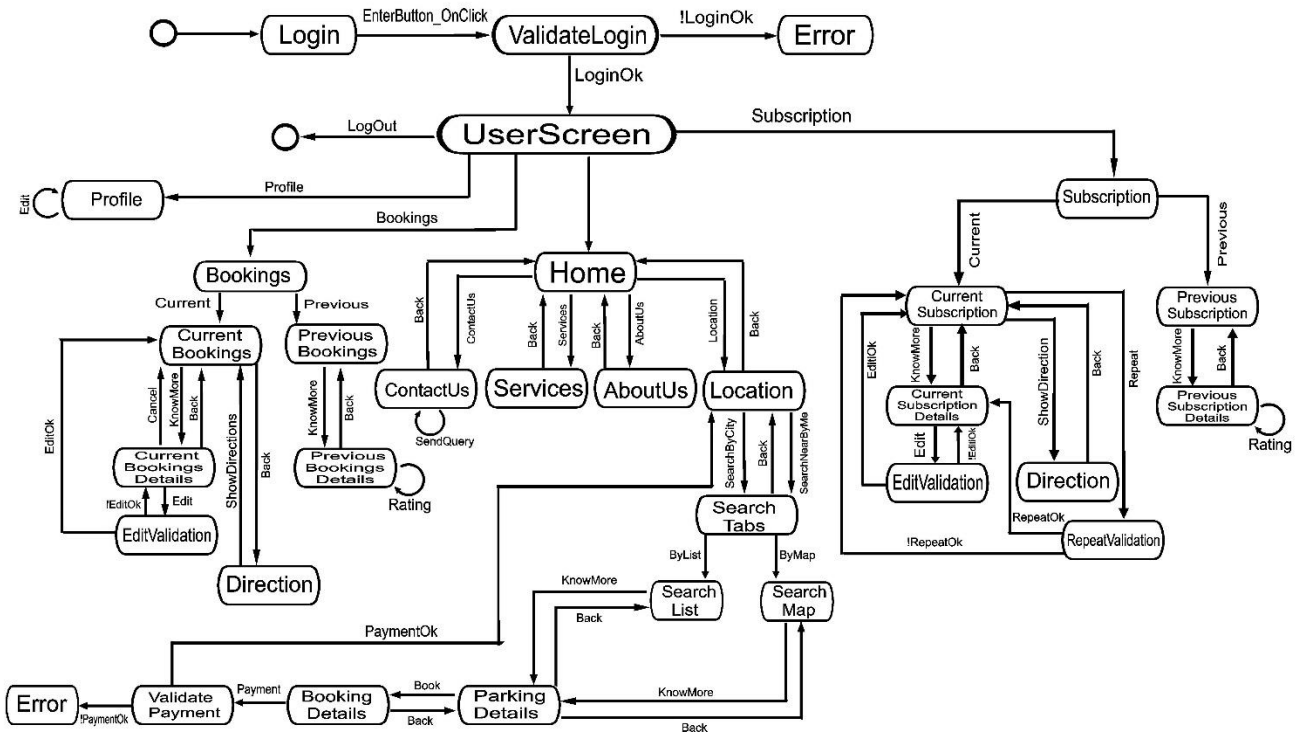 EnterButton_OnClick
!LoginOk
Login
ValidateLogin
Error
LoginOk
Subscription
LogOut
UserScreen
Profile
Edit
Profile
Subscription
Bookings
Current
Previous
Bookings
Home
Current
Previous
Back
ContactUs
Back
Services
Back
AboutUs
Location
Back
Current
Subscription
Previous
Subscription
Current
Bookings
Previous
Bookings
EditOk
KnowMore
Back
ShowDirection
Back
Repeat
KnowMore
Back
ContactUs
Services
AboutUs
Location
EditOk
Cancel
KnowMore
Back
KnowMore
Back
Current
Subscription
Details
Previous
Subscription
Details
SendQuery
Rating
Current
Bookings
Details
ShowDirections
Back
Previous
Bookings
Details
SearchByCity
Back
SearchNearByMe
Edit
!EditOk
Rating
EditValidation
Direction
!EditOk
Edit
Search
Tabs
RepeatOk
EditValidation
!RepeatOk
RepeatValidation
ByList
ByMap
Direction
KnowMore
Search
List
Search
Map
Back
PaymentOk
Error
!PaymentOk
Validate
Payment
Payment
Booking
Details
Book
Back
Parking
Details
KnowMore
Back